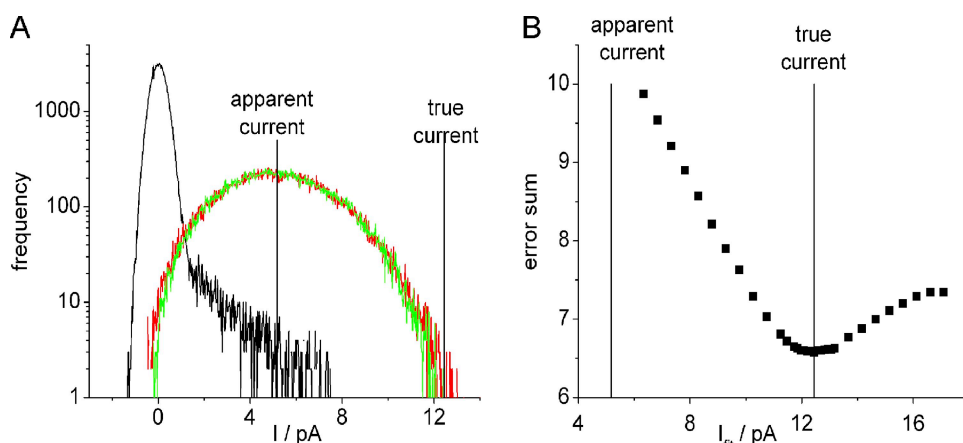 A
apparent
current
true
current
frequency
1000
100
10
1
0
4
8
12
I / pA
B
apparent
current
true
current
error sum
10
9
8
7
6
4
8
12
16
/ pA